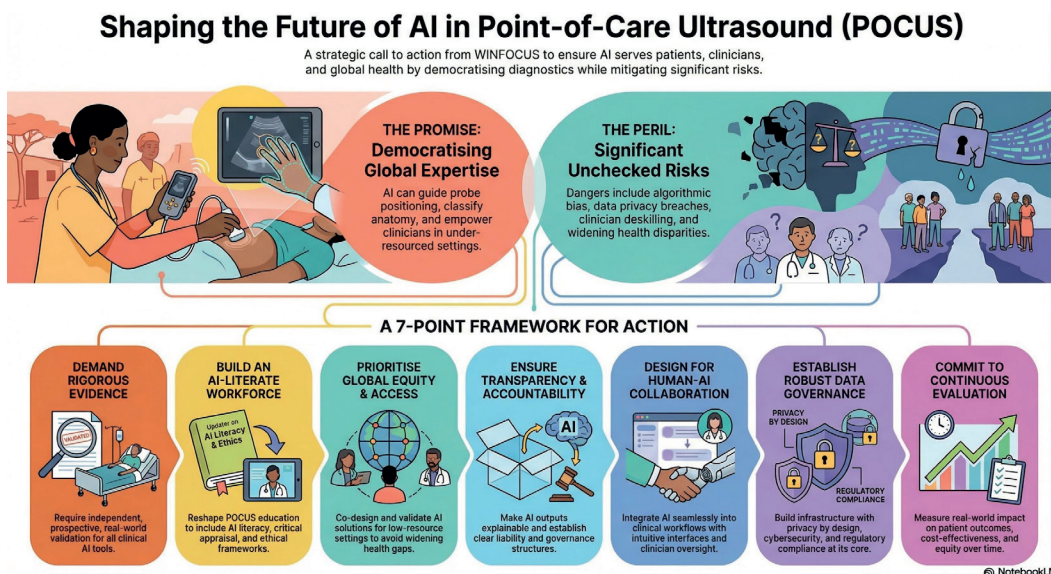 Shaping the Future of AI in Point-of-Care Ultrasound (POCUS)
A strategic call to action from WINFOCUS to ensure AI serves patients, clinicians,
and global health by democratising diagnostics while mitigating significant risks.
THE PROMISE:
Democratising
Global Expertise
AI can guide probe
positioning, classify
anatomy, and empower
clinicians in under-
resourced settings.
THE PERIL:
Significant
Unchecked Risks
Dangers include algorithmic
bias, data privacy breaches,
clinician deskilling, and
widening health disparities.
?
?
?
?
A 7-POINT FRAMEWORK FOR ACTION
DEMAND
RIGOROUS
EVIDENCE
VALIDATED
Require independent,
prospective, real-world
validation for all clinical
AI tools.
BUILD AN
AI-LITERATE
WORKFORCE
Updater on
AI Literacy
& Ethics
Reshape POCUS education
to include AI literacy, critical
appraisal, and ethical
frameworks.
PRIORITISE
GLOBAL EQUITY
& ACCESS
Co-design and validate AI
solutions for low-resource
settings to avoid widening
health gaps.
ENSURE
TRANSPARENCY &
ACCOUNTABILITY
AI
Make AI outputs
explainable and establish
clear liability and governance
structures.
DESIGN FOR
HUMAN-AI
COLLABORATION
Integrate AI seamlessly into
clinical workflows with
intuitive interfaces and
clinician oversight.
ESTABLISH
ROBUST DATA
GOVERNANCE
PRIVACY
BY DESIGN
REGULATORY
COMPLIANCE
Build infrastructure with
privacy by design,
cybersecurity, and regulatory
compliance at its core.
COMMIT TO
CONTINUOUS
EVALUATION
Measure real-world impact
on patient outcomes,
cost-effectiveness, and
equity over time.